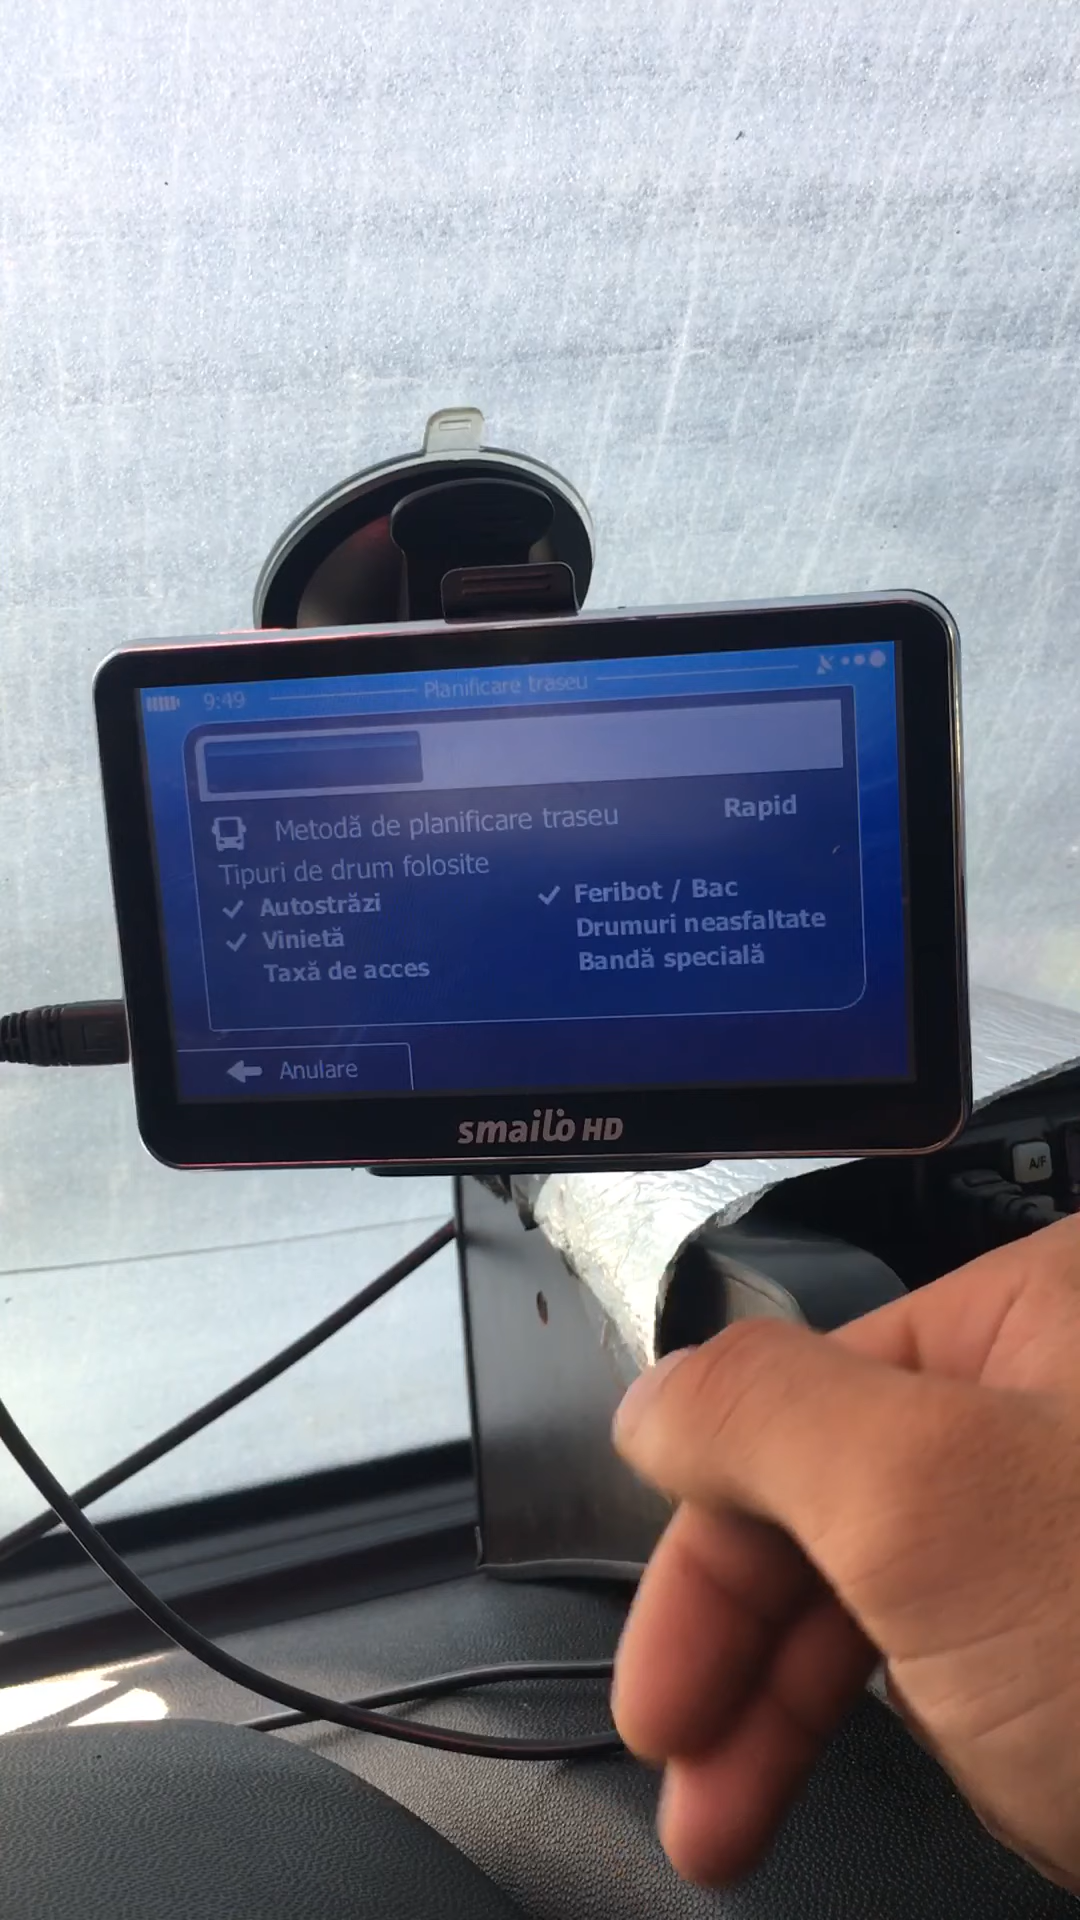 9:49
Planificare traseu
Metodă de planificare traseu Rapid
Tipuri de drum folosite
Autostrăzi
Feribot / Bac
Vinietă
Drumuri neasfaltate
Taxă de acces
Bandă specială
Anulare
smailo HD
A/F